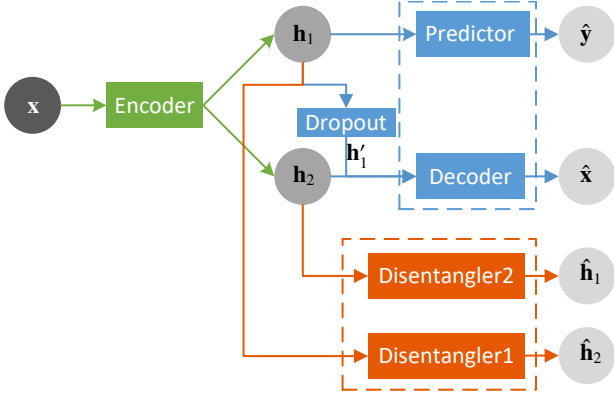 h₁
Predictor
ŷ
x
Encoder
Dropout
h′₁
h₂
Decoder
x̂
Disentangler2
ĥ₁
Disentangler1
ĥ₂